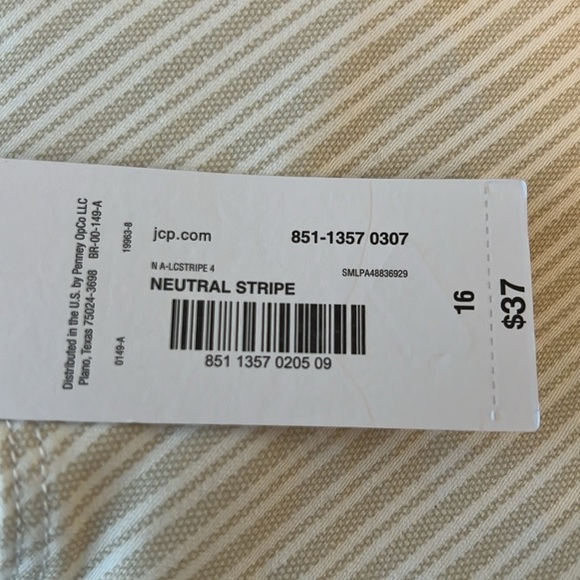 Distributed in the U.S. by Penney OpCo LLC
Plano, Texas 75024-3698 BR-00-149-A
0149-A
19963-8
jcp.com
851-1357 0307
N A-LCSTRIPE 4
SMLPA48836929
NEUTRAL STRIPE
851 1357 0205 09
16
$37